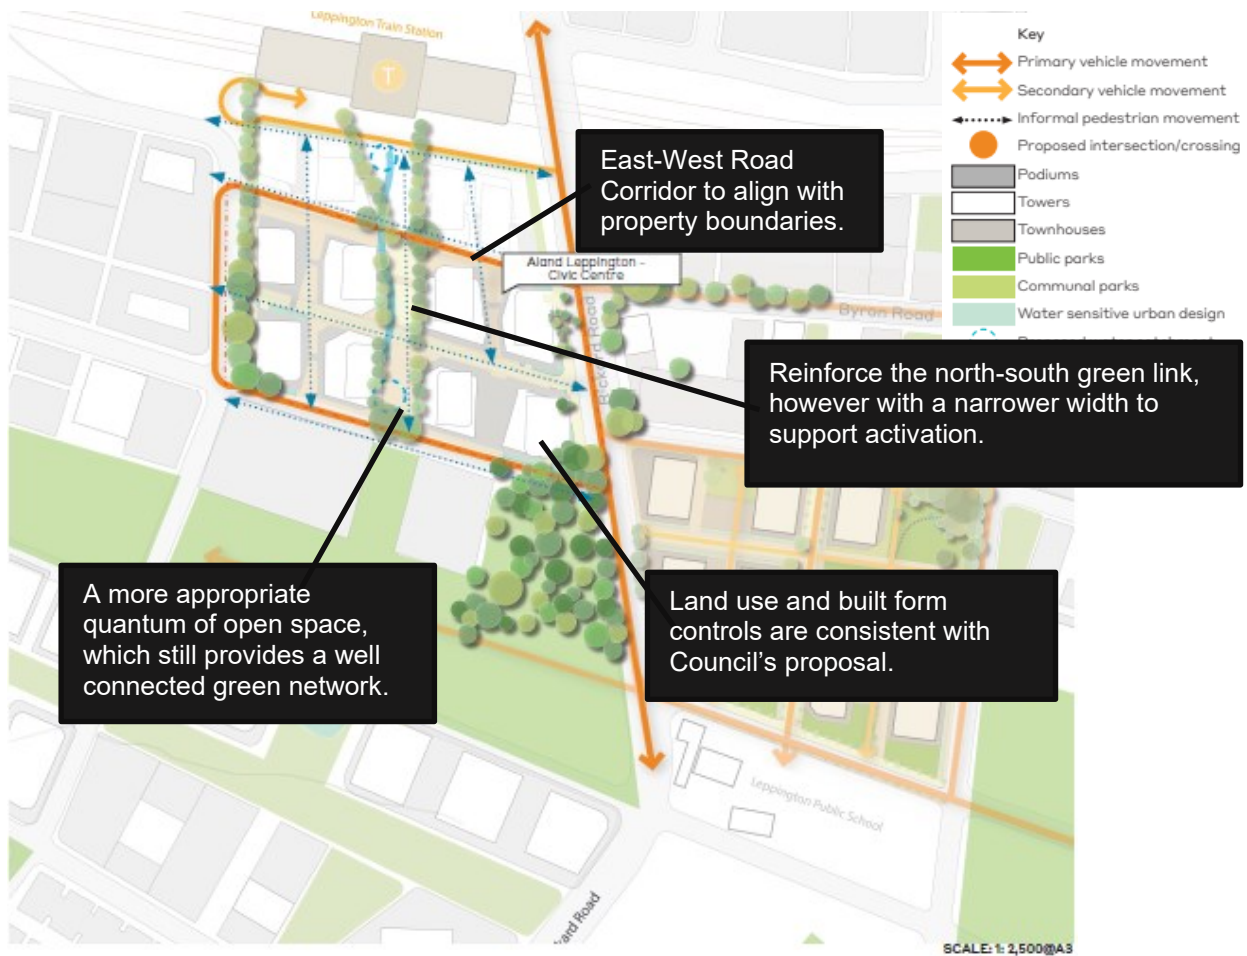 Leppington Train Station
T
Key
Primary vehicle movement
Secondary vehicle movement
Informal pedestrian movement
Proposed intersection/crossing
Podiums
Towers
Townhouses
Public parks
Communal parks
Water sensitive urban design
East-West Road
Corridor to align with
property boundaries.
Aland Leppington -
Civic Centre
Byron Road
Road
Reinforce the north-south green link,
however with a narrower width to
support activation.
A more appropriate
quantum of open space,
which still provides a well
connected green network.
Land use and built form
controls are consistent with
Council's proposal.
Leppington Public School
Road
SCALE: 1: 2,500@A3